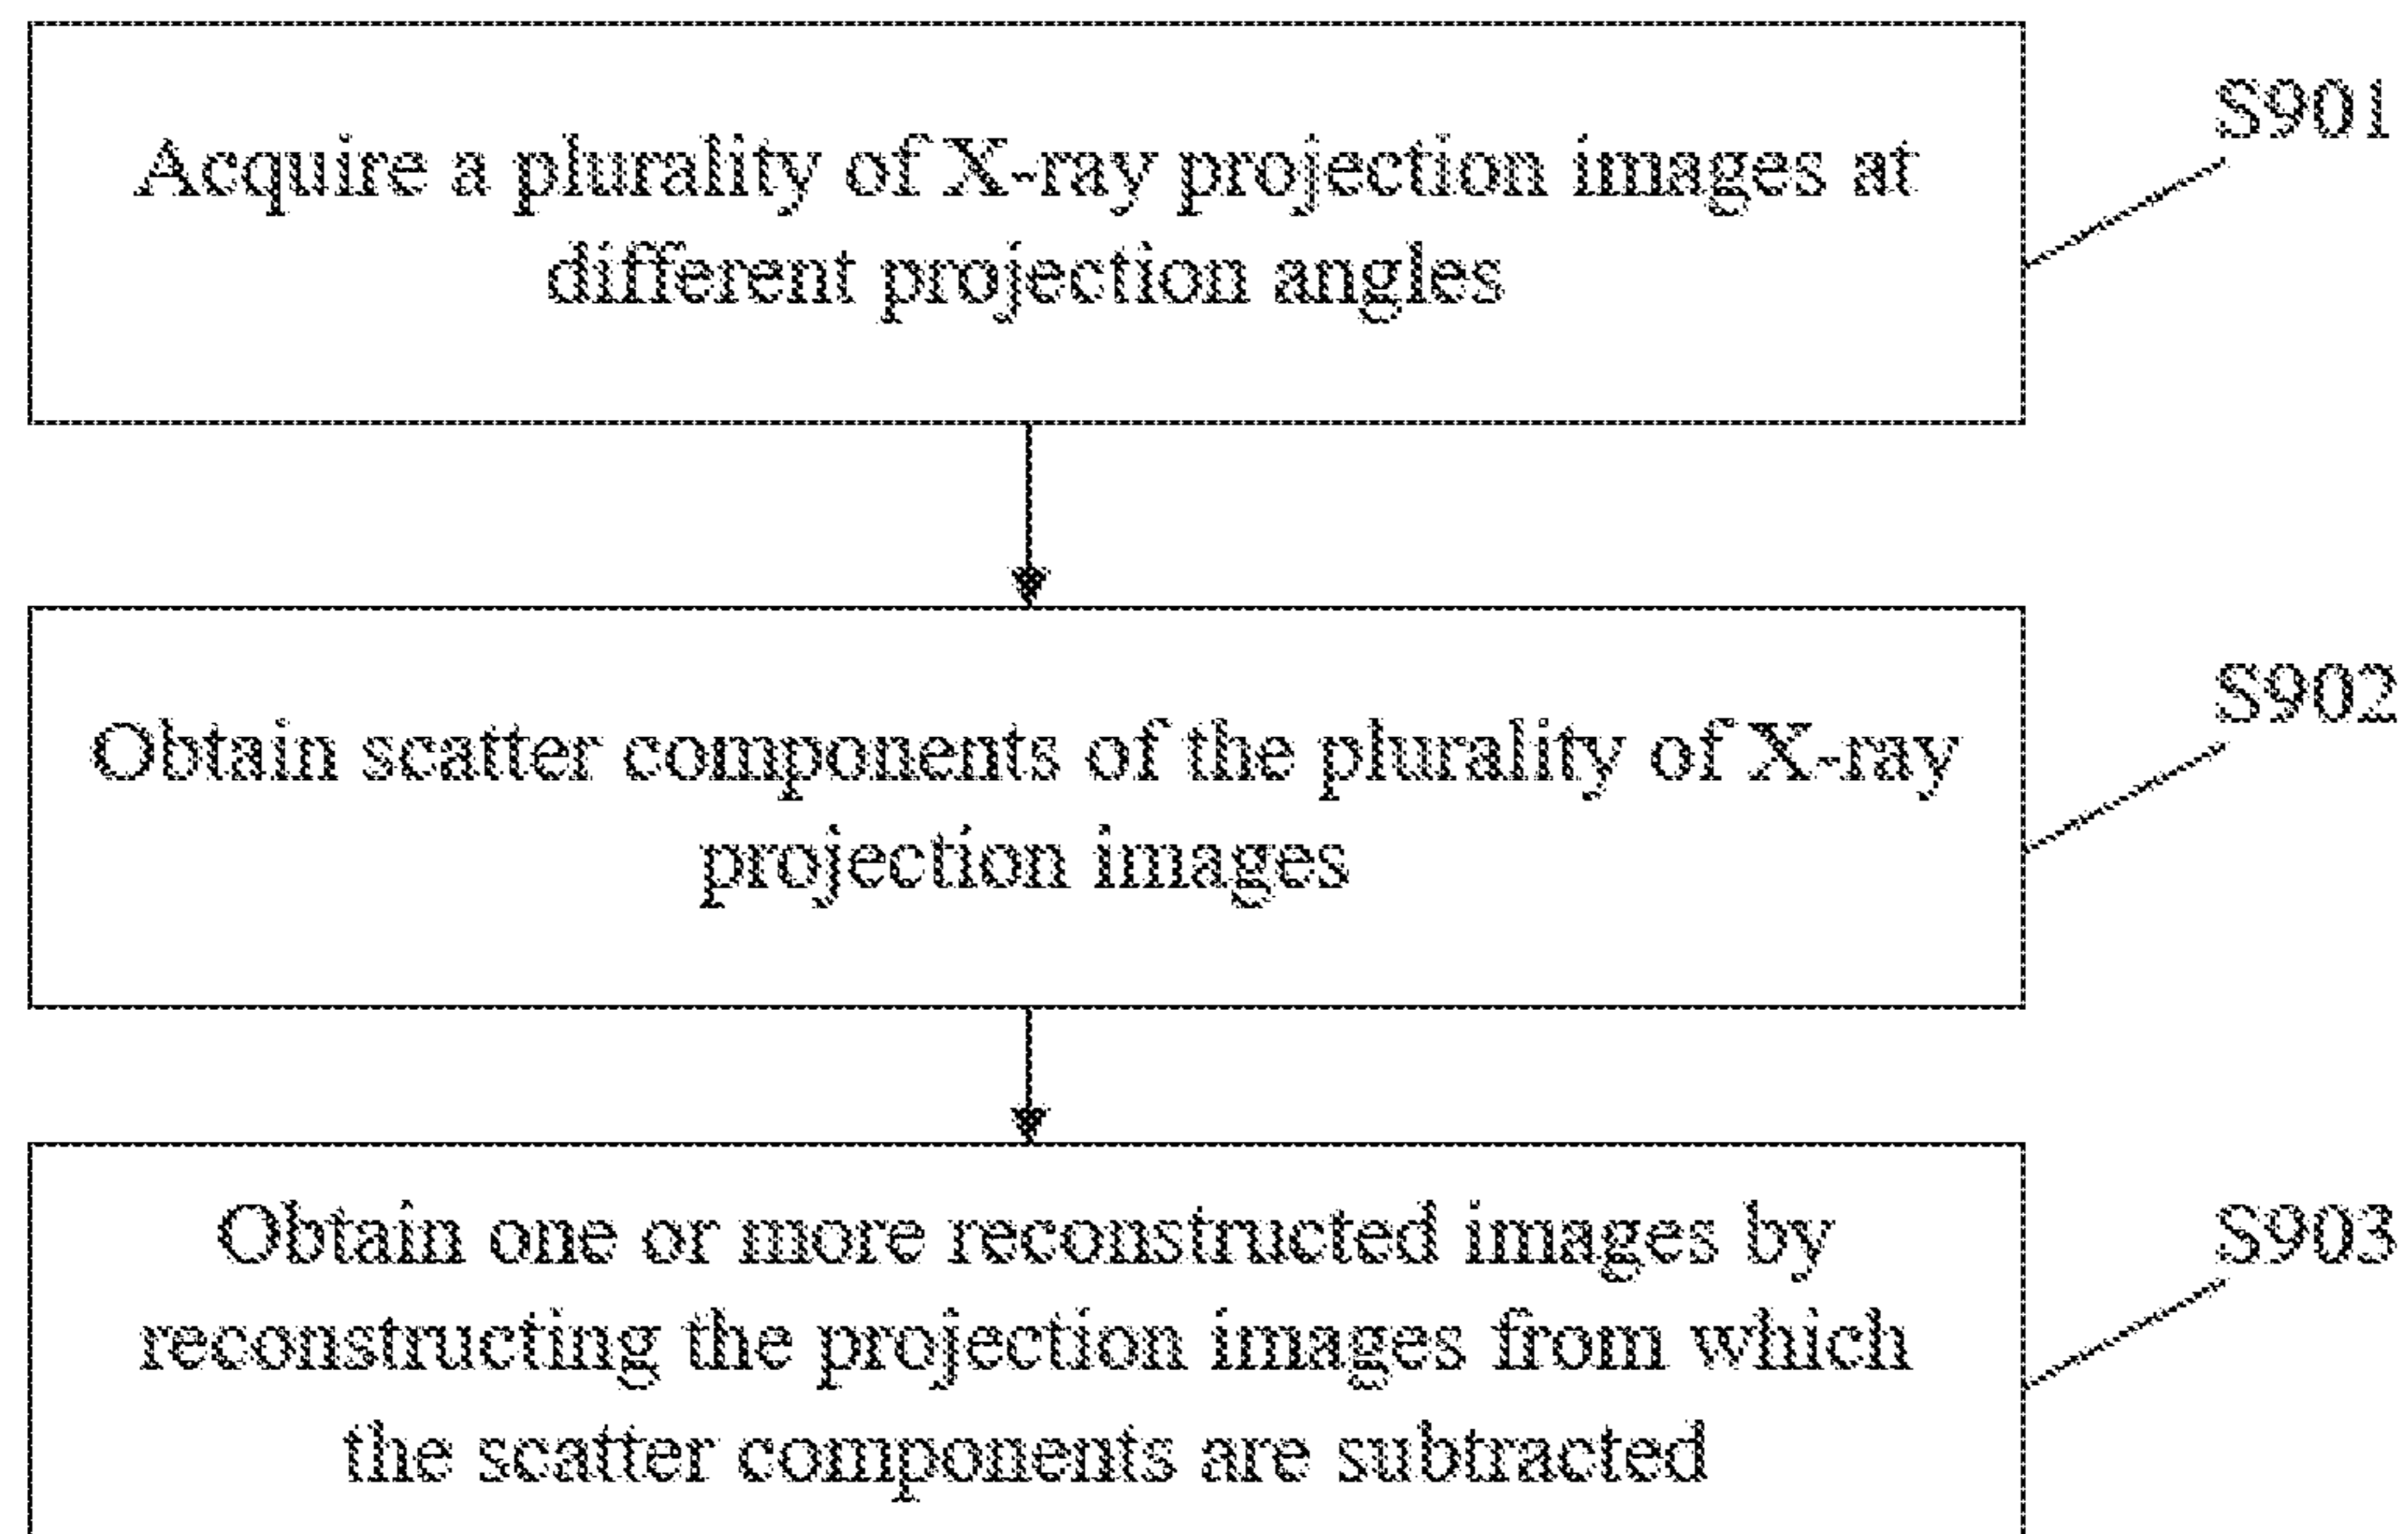 Acquire a plurality of X-ray projection images at
different projection angles
S901
Obtain scatter components of the plurality of X-ray
projection images
S902
Obtain one or more reconstructed images by
reconstructing the projection images from which
the scatter components are subtracted
S903